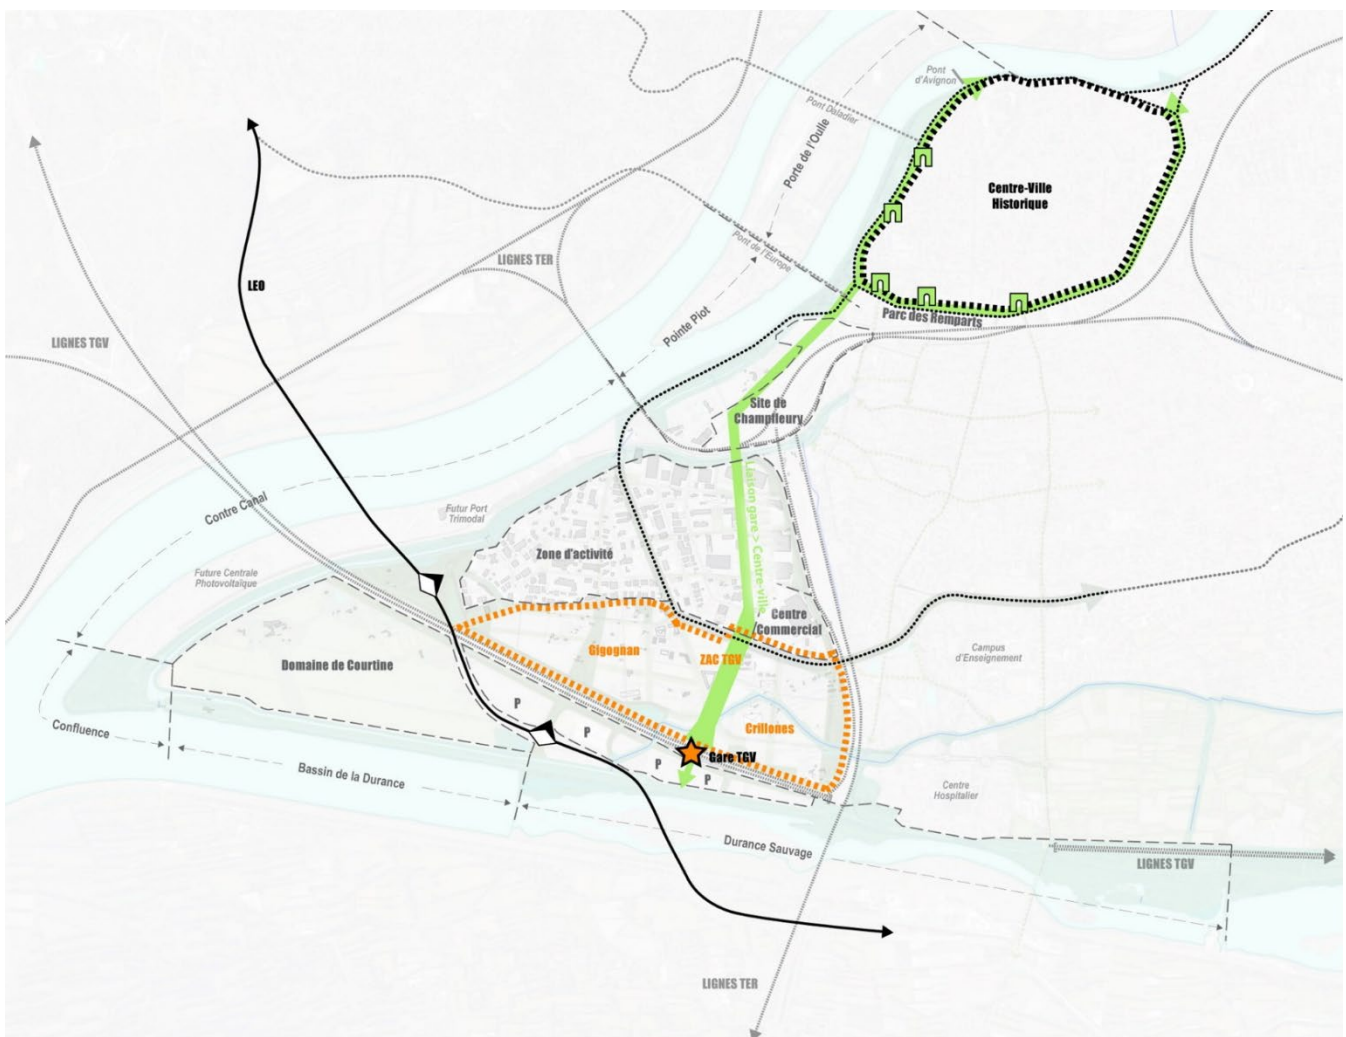 Pont
d'Avignon
Pont Daladier
Porte de l'Oulle
Centre-Ville
Historique
Pont de l'Europe
LIGNES TER
LEO
Parc des Remparts
Pointe Piot
LIGNES TGV
Site de
Champfleury
Liaison gare > Centre-ville
Contre Canal
Futur Port
Trimodal
Zone d'activité
Future Centrale
Photovoltaïque
Centre
Commercial
Gigognan
ZAC TGV
Domaine de Courtine
Campus
d'Enseignement
P
P
Crillones
Confluence
Gare TGV
P
P
Bassin de la Durance
Centre
Hospitalier
Durance Sauvage
LIGNES TGV
LIGNES TER